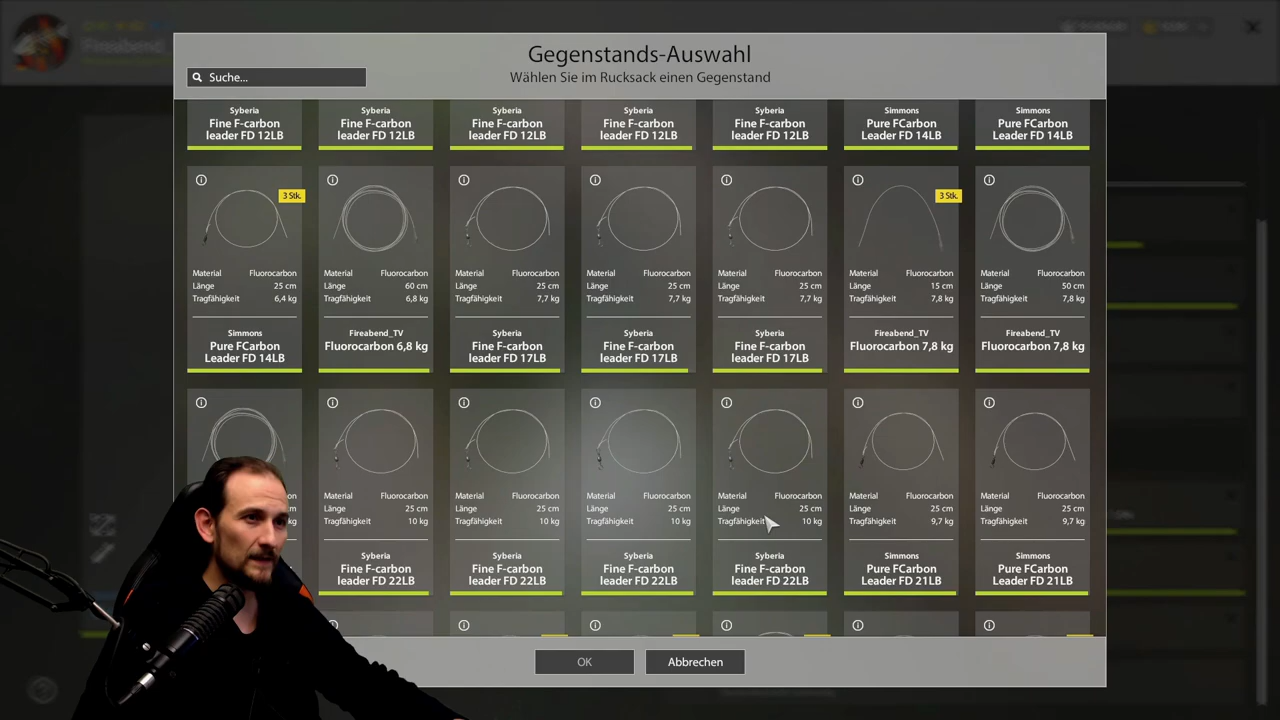 Fireabend
Gegenstands-Auswahl
Suche...
Wählen Sie im Rucksack einen Gegenstand
Syberia
Fine F-carbon
leader FD 12LB
Syberia
Fine F-carbon
leader FD 12LB
Syberia
Fine F-carbon
leader FD 12LB
Syberia
Fine F-carbon
leader FD 12LB
Syberia
Fine F-carbon
leader FD 12LB
Simmons
Pure FCarbon
Leader FD 14LB
Simmons
Pure FCarbon
Leader FD 14LB
3 Stk.
Material Fluorocarbon
Länge 25 cm
Tragfähigkeit 6,4 kg
Simmons
Pure FCarbon
Leader FD 14LB
Material Fluorocarbon
Länge 60 cm
Tragfähigkeit 6,8 kg
Fireabend_TV
Fluorocarbon 6,8 kg
Material Fluorocarbon
Länge 25 cm
Tragfähigkeit 7,7 kg
Syberia
Fine F-carbon
leader FD 17LB
Material Fluorocarbon
Länge 25 cm
Tragfähigkeit 7,7 kg
Syberia
Fine F-carbon
leader FD 17LB
Material Fluorocarbon
Länge 25 cm
Tragfähigkeit 7,7 kg
Syberia
Fine F-carbon
leader FD 17LB
3 Stk.
Material Fluorocarbon
Länge 15 cm
Tragfähigkeit 7,8 kg
Fireabend_TV
Fluorocarbon 7,8 kg
Material Fluorocarbon
Länge 50 cm
Tragfähigkeit 7,8 kg
Fireabend_TV
Fluorocarbon 7,8 kg
Material Fluorocarbon
Länge 25 cm
Tragfähigkeit 10 kg
Syberia
Fine F-carbon
leader FD 22LB
Material Fluorocarbon
Länge 25 cm
Tragfähigkeit 10 kg
Syberia
Fine F-carbon
leader FD 22LB
Material Fluorocarbon
Länge 25 cm
Tragfähigkeit 10 kg
Syberia
Fine F-carbon
leader FD 22LB
Material Fluorocarbon
Länge 25 cm
Tragfähigkeit 10 kg
Syberia
Fine F-carbon
leader FD 22LB
Material Fluorocarbon
Länge 25 cm
Tragfähigkeit 9,7 kg
Simmons
Pure FCarbon
Leader FD 21LB
Material Fluorocarbon
Länge 25 cm
Tragfähigkeit 9,7 kg
Simmons
Pure FCarbon
Leader FD 21LB
OK
Abbrechen